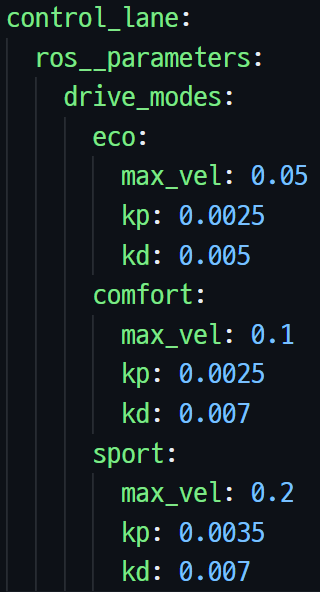 control_lane:
  ros__parameters:
    drive_modes:
      eco:
        max_vel: 0.05
        kp: 0.0025
        kd: 0.005
      comfort:
        max_vel: 0.1
        kp: 0.0025
        kd: 0.007
      sport:
        max_vel: 0.2
        kp: 0.0035
        kd: 0.007